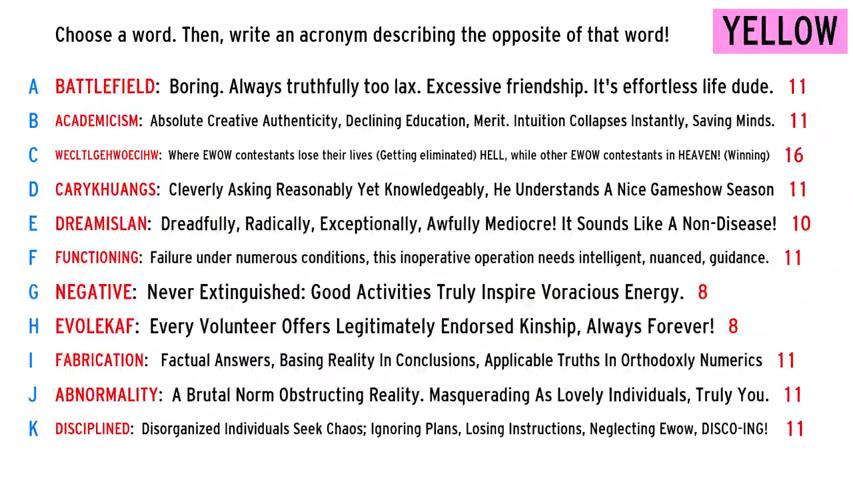 Choose a word. Then, write an acronym describing the opposite of that word!
YELLOW
A BATTLEFIELD: Boring. Always truthfully too lax. Excessive friendship. It's effortless life dude. 11
B ACADEMICISM: Absolute Creative Authenticity, Declining Education, Merit. Intuition Collapses Instantly, Saving Minds. 11
C WECLTLGEHWOECIHW: Where EWOW contestants lose their lives (Getting eliminated) HELL, while other EWOW contestants in HEAVEN! (Winning) 16
D CARYKHUANGS: Cleverly Asking Reasonably Yet Knowledgeably, He Understands A Nice Gameshow Season 11
E DREAMISLAN: Dreadfully, Radically, Exceptionally, Awfully Mediocre! It Sounds Like A Non-Disease! 10
F FUNCTIONING: Failure under numerous conditions, this inoperative operation needs intelligent, nuanced, guidance. 11
G NEGATIVE: Never Extinguished: Good Activities Truly Inspire Voracious Energy. 8
H EVOLEKAF: Every Volunteer Offers Legitimately Endorsed Kinship, Always Forever! 8
I FABRICATION: Factual Answers, Basing Reality In Conclusions, Applicable Truths In Orthodoxly Numerics 11
J ABNORMALITY: A Brutal Norm Obstructing Reality. Masquerading As Lovely Individuals, Truly You. 11
K DISCIPLINED: Disorganized Individuals Seek Chaos; Ignoring Plans, Losing Instructions, Neglecting Ewow, DISCO-ING! 11